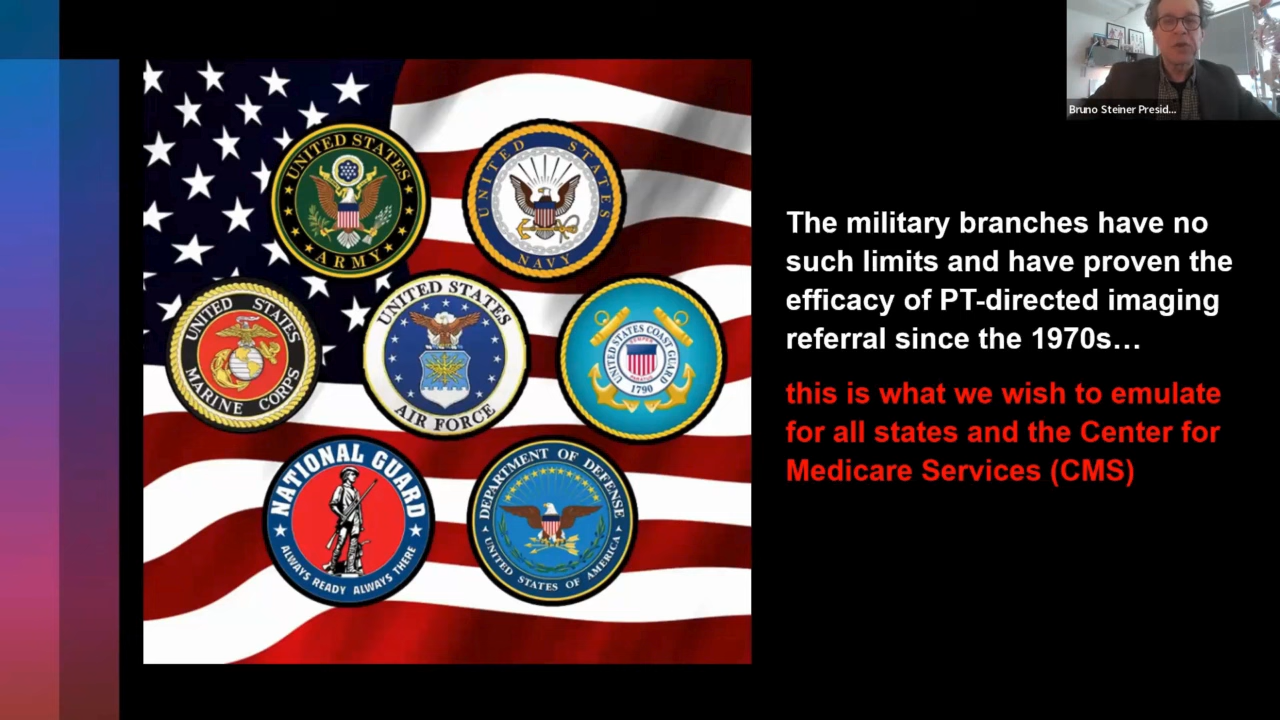 Bruno Steiner Presid...
UNITED STATES
ARMY
UNITED STATES
NAVY
UNITED STATES
MARINE CORPS
UNITED STATES
AIR FORCE
UNITED STATES COAST GUARD
1790
NATIONAL GUARD
ALWAYS READY ALWAYS THERE
DEPARTMENT OF DEFENSE
UNITED STATES OF AMERICA
The military branches have no
such limits and have proven the
efficacy of PT-directed imaging
referral since the 1970s…
this is what we wish to emulate
for all states and the Center for
Medicare Services (CMS)